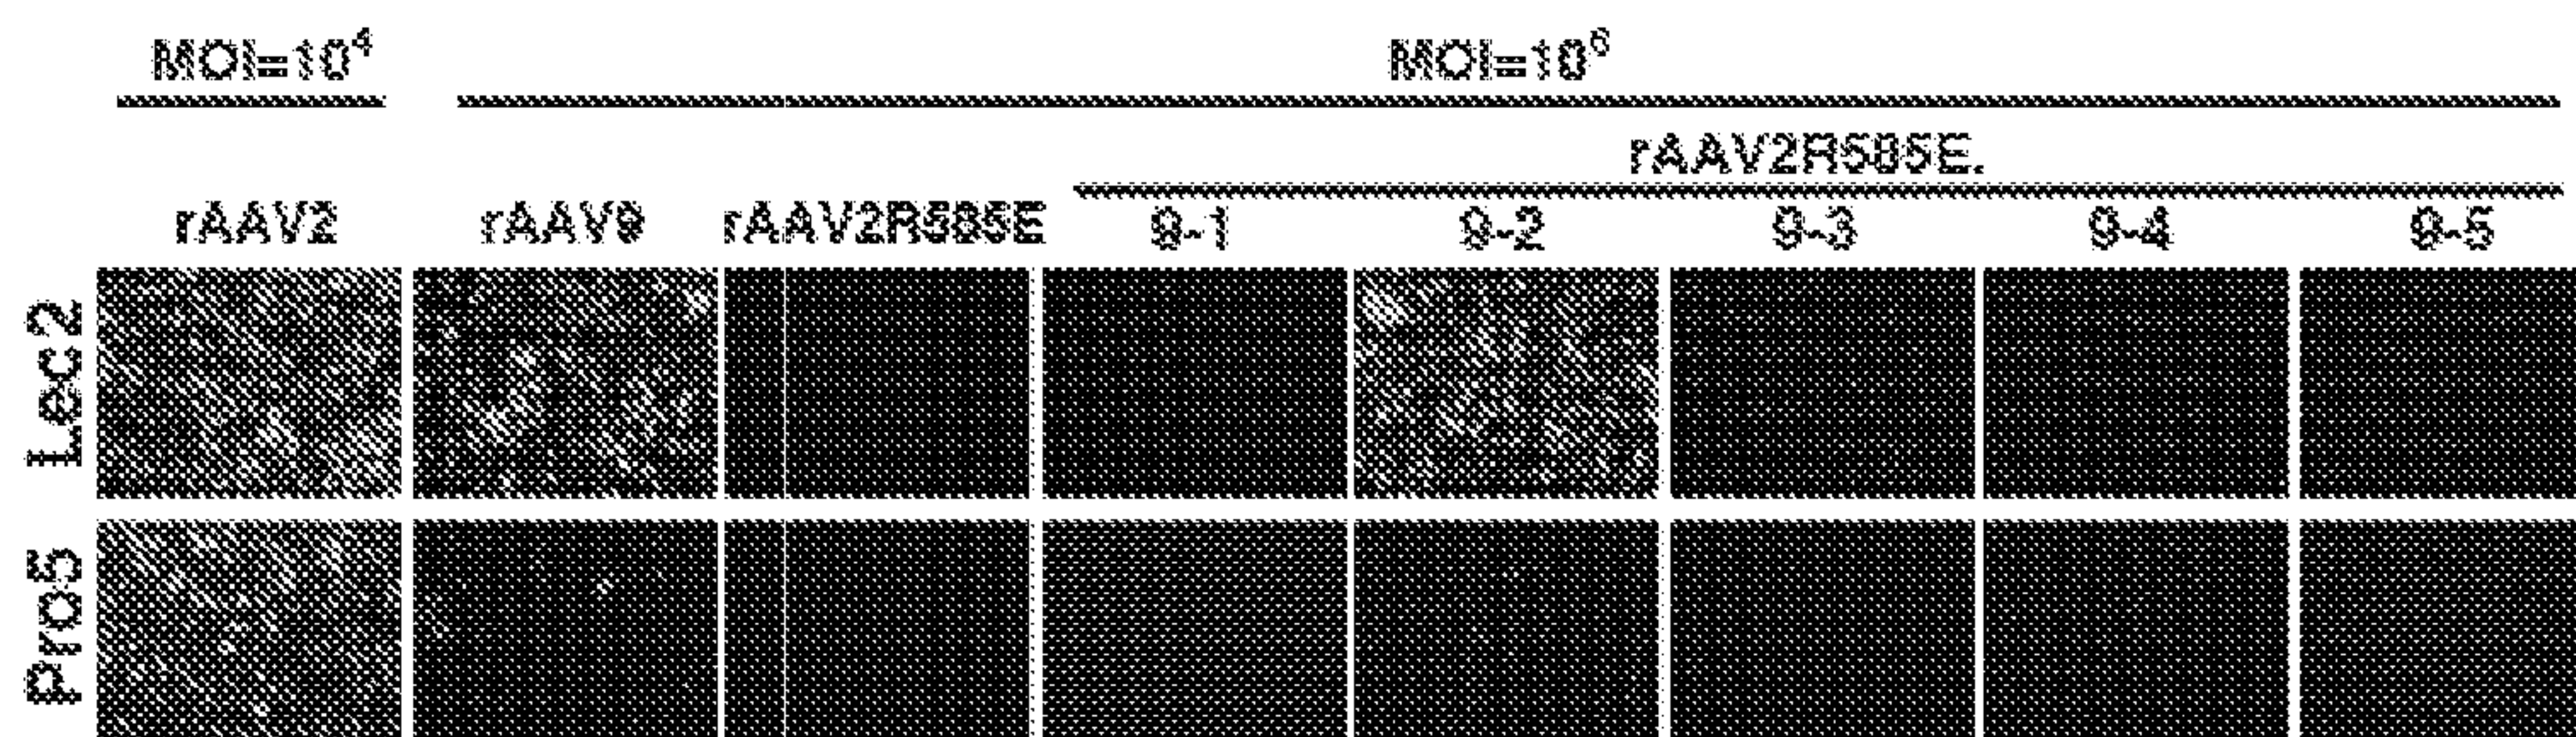 MOI=10⁴ MOI=10⁶
rAAV2R585E.
rAAV2 rAAV9 rAAV2R585E 9-1 9-2 9-3 9-4 9-5
Lec2
Pro5